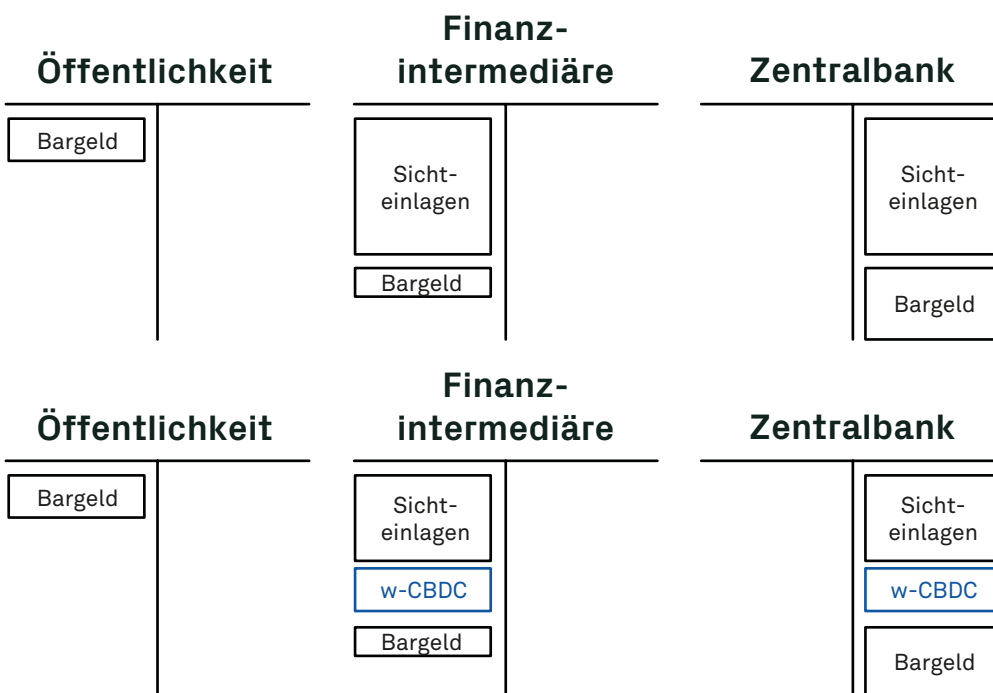 Öffentlichkeit
Finanz-
intermediäre
Zentralbank
Bargeld
Sicht-
einlagen
Bargeld
Sicht-
einlagen
Bargeld
Öffentlichkeit
Finanz-
intermediäre
Zentralbank
Bargeld
Sicht-
einlagen
w-CBDC
Bargeld
Sicht-
einlagen
w-CBDC
Bargeld